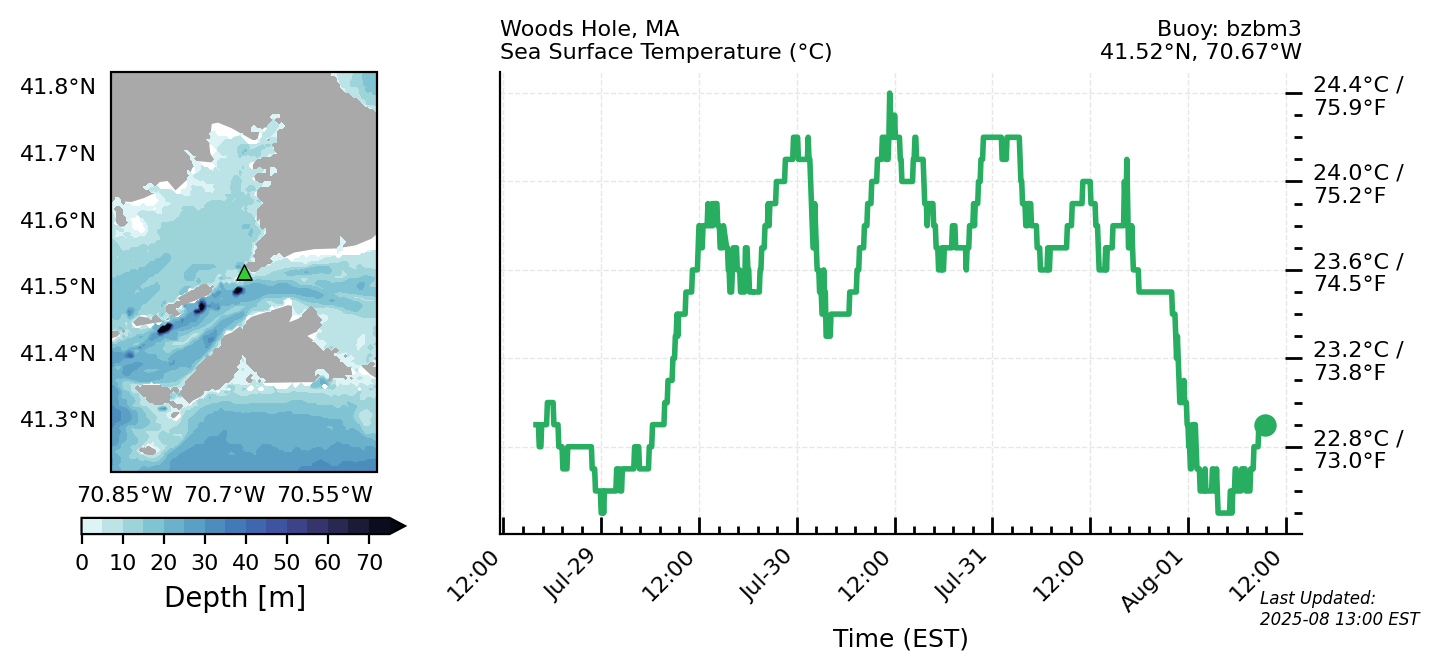 Woods Hole, MA
Sea Surface Temperature (°C)
Buoy: bzbm3
41.52°N, 70.67°W
41.8°N
41.7°N
41.6°N
41.5°N
41.4°N
41.3°N
70.85°W 70.7°W 70.55°W
0 10 20 30 40 50 60 70
Depth [m]
24.4°C /
75.9°F
24.0°C /
75.2°F
23.6°C /
74.5°F
23.2°C /
73.8°F
22.8°C /
73.0°F
12:00 Jul-29 12:00 Jul-30 12:00 Jul-31 12:00 Aug-01 12:00
Time (EST)
Last Updated:
2025-08 13:00 EST